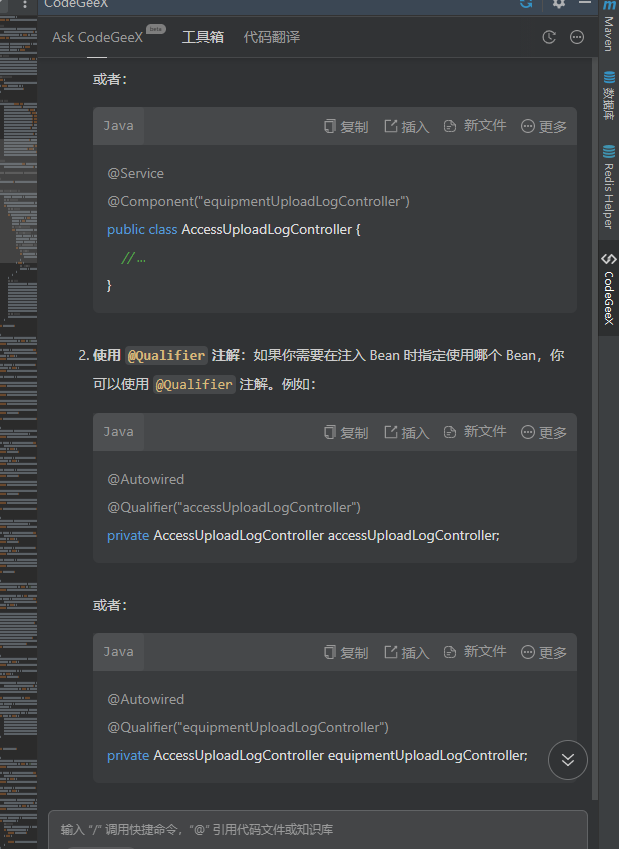 CodeGeeX
Ask CodeGeeX beta 工具箱 代码翻译
或者：
Java 复制 插入 新文件 更多
@Service
@Component("equipmentUploadLogController")
public class AccessUploadLogController {
// ...
}
2. 使用 @Qualifier 注解：如果你需要在注入 Bean 时指定使用哪个 Bean，你
可以使用 @Qualifier 注解。例如：
Java 复制 插入 新文件 更多
@Autowired
@Qualifier("accessUploadLogController")
private AccessUploadLogController accessUploadLogController;
或者：
Java 复制 插入 新文件 更多
@Autowired
@Qualifier("equipmentUploadLogController")
private AccessUploadLogController equipmentUploadLogController;
输入 “/” 调用快捷命令，“@” 引用代码文件或知识库
m Maven
数据库
Redis Helper
CodeGeeX